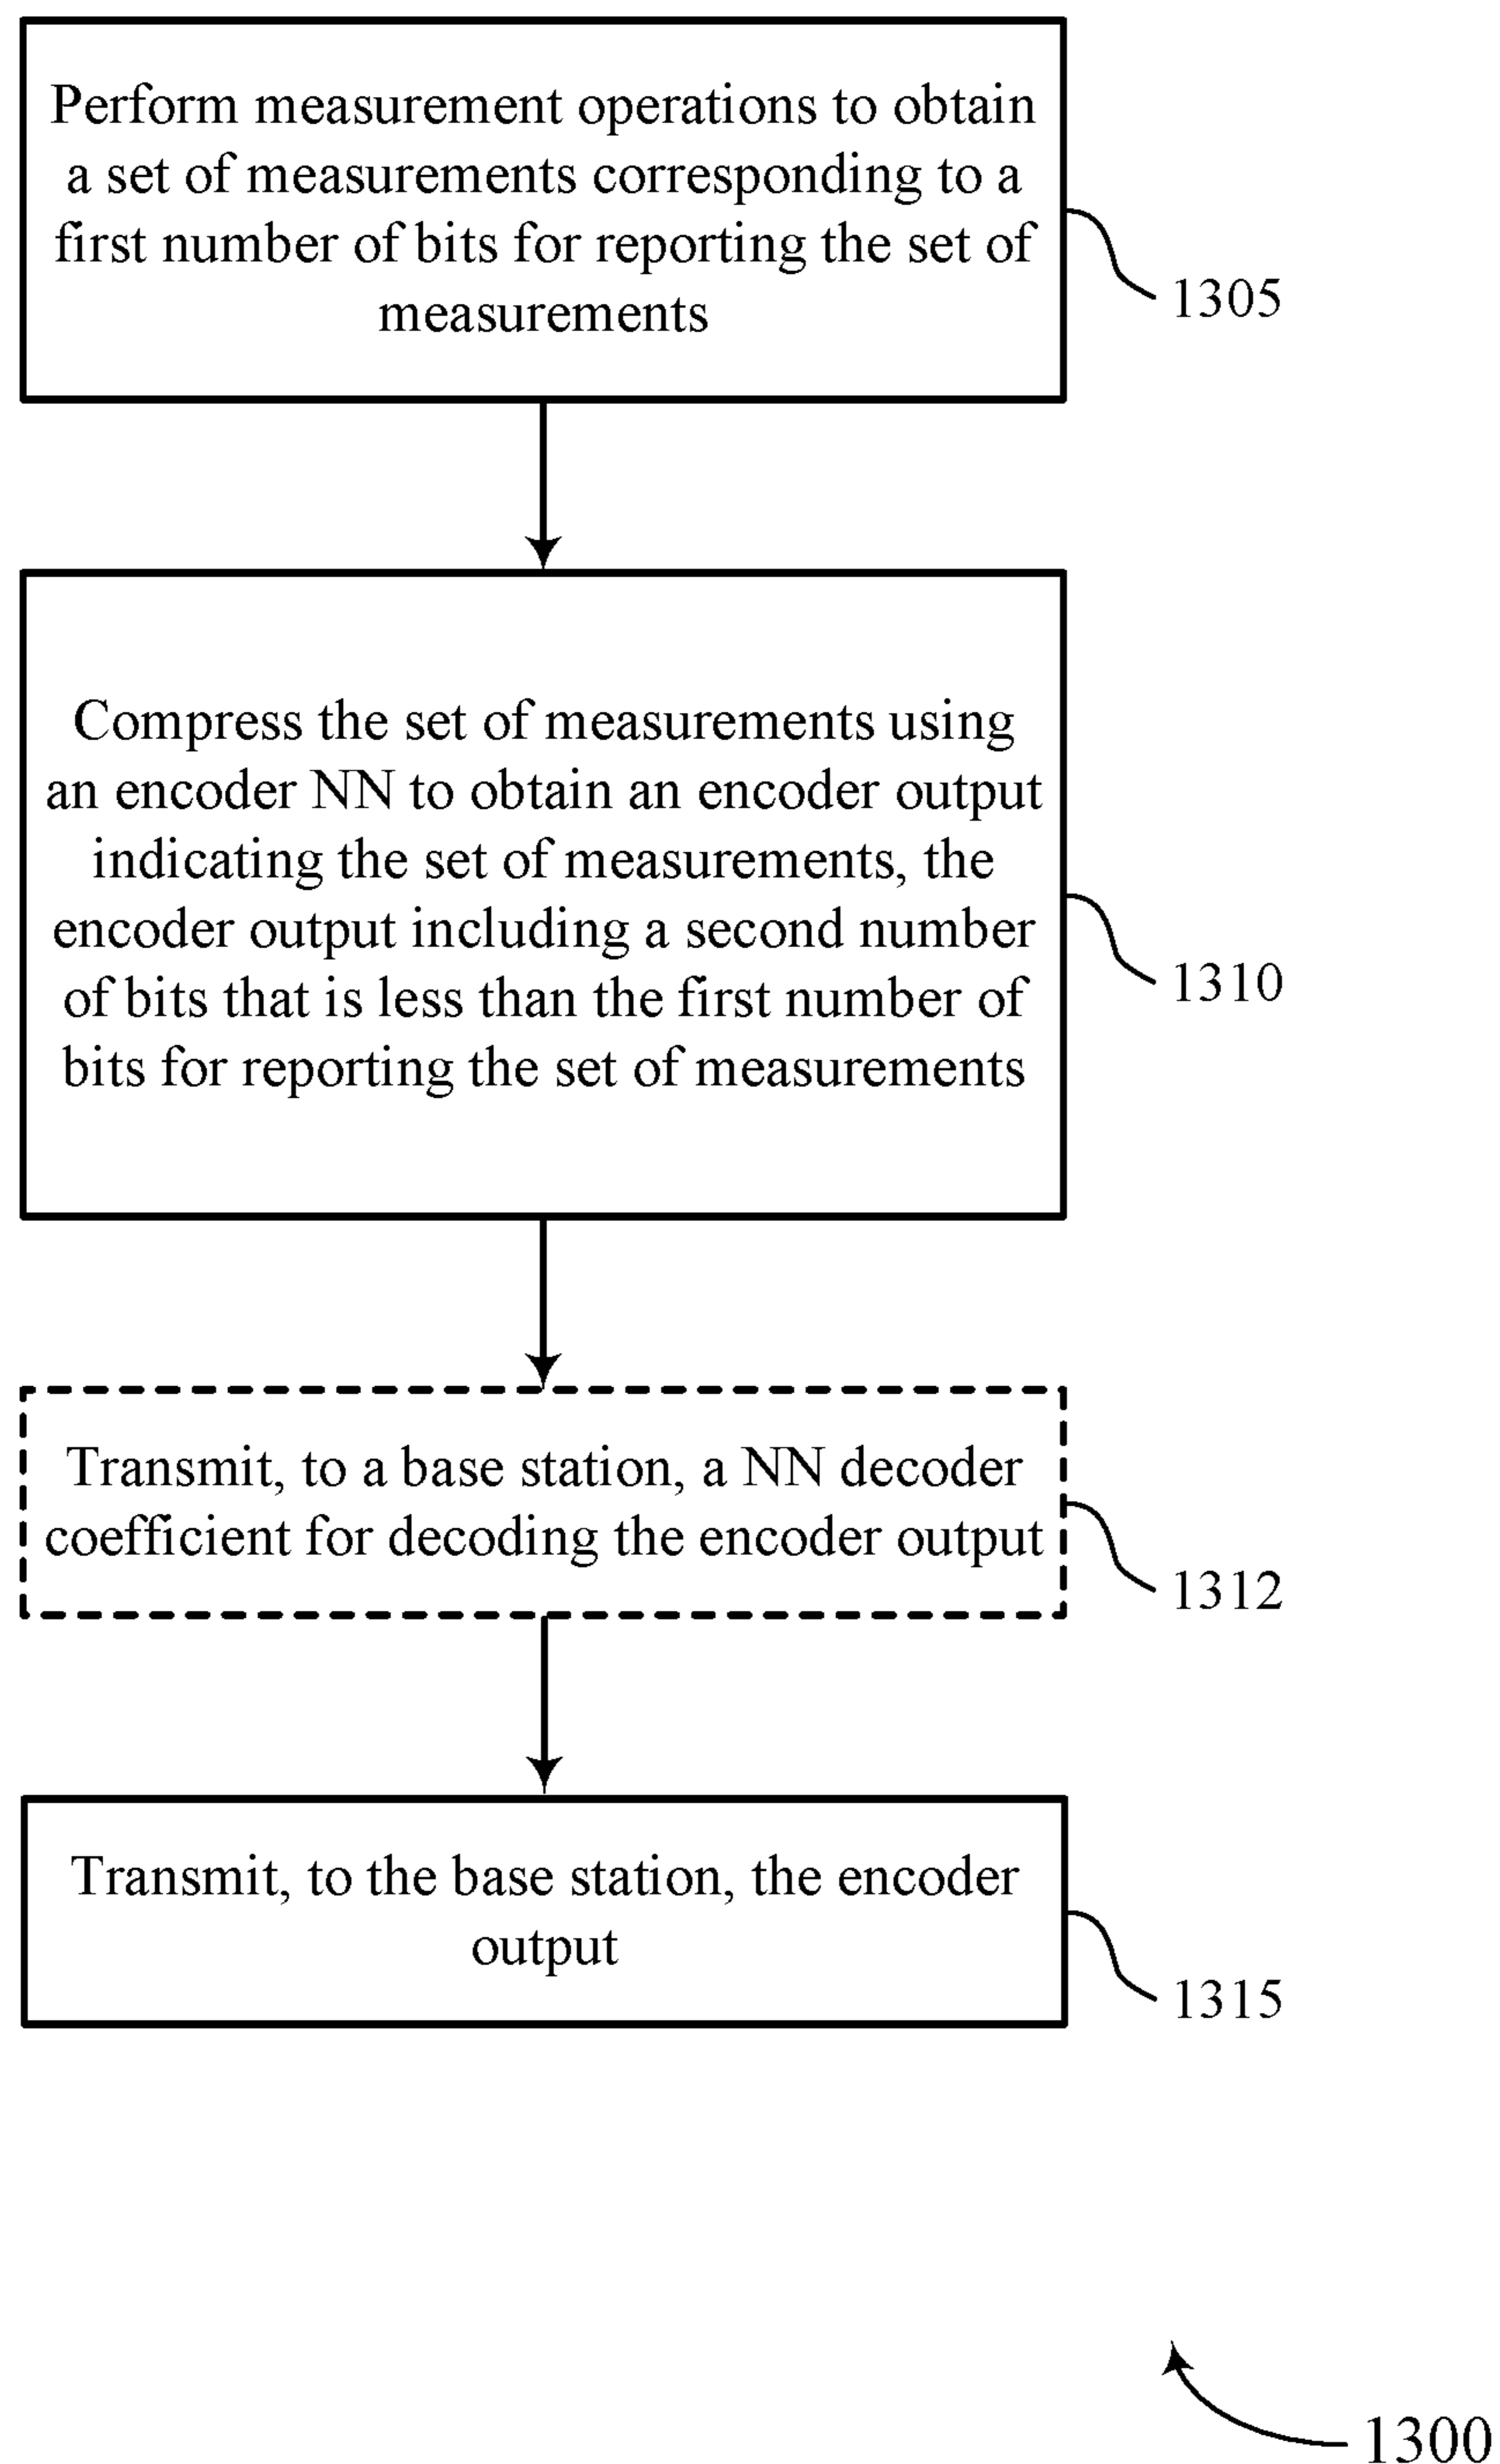 Perform measurement operations to obtain
a set of measurements corresponding to a
first number of bits for reporting the set of
measurements
1305
Compress the set of measurements using
an encoder NN to obtain an encoder output
indicating the set of measurements, the
encoder output including a second number
of bits that is less than the first number of
bits for reporting the set of measurements
1310
Transmit, to a base station, a NN decoder
coefficient for decoding the encoder output
1312
Transmit, to the base station, the encoder
output
1315
1300